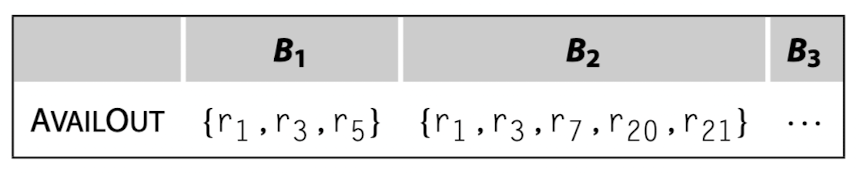 B₁ B₂ B₃
AVAILOUT {r₁,r₃,r₅} {r₁,r₃,r₇,r₂₀,r₂₁} ⋯